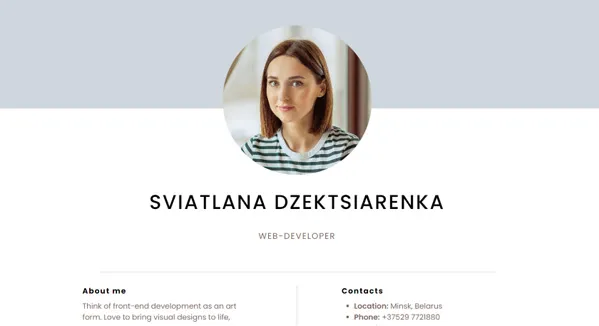 SVIATLANA DZEKTSIARENKA
WEB-DEVELOPER
About me
Think of front-end development as an art
form. Love to bring visual designs to life,
Contacts
• Location: Minsk, Belarus
• Phone: +37529 7721880